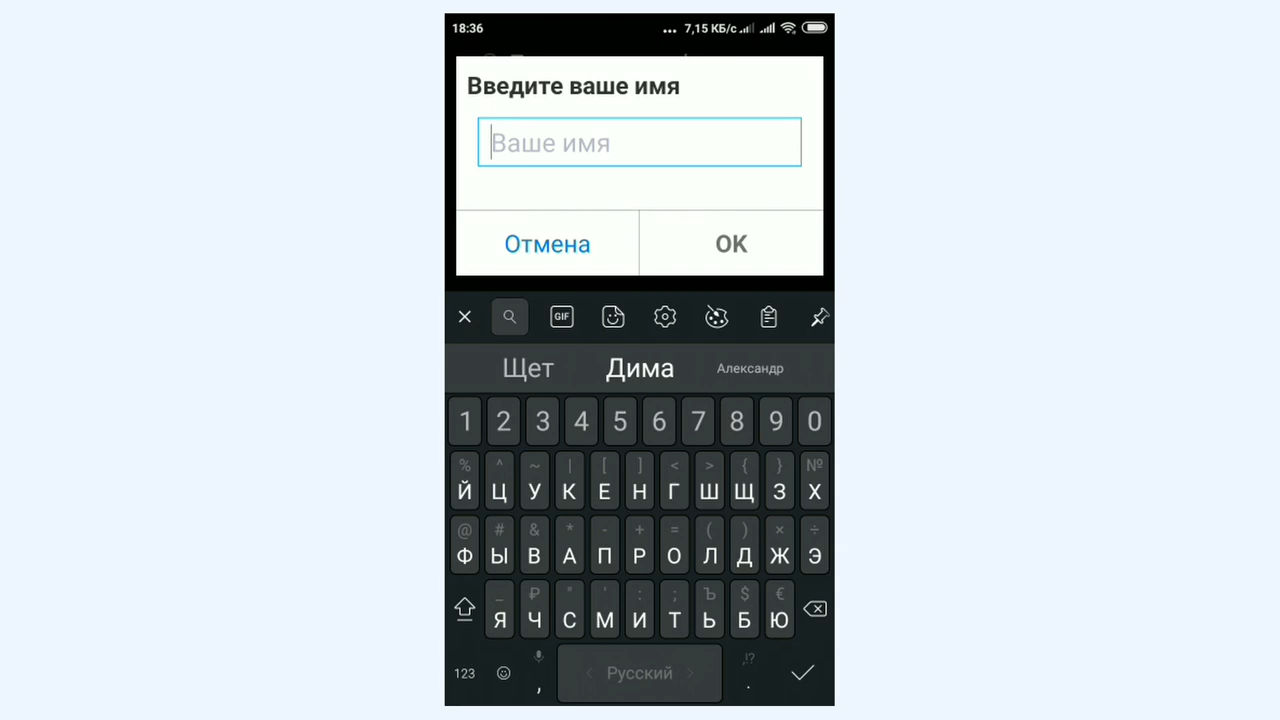 18:36 ... 7,15 КБ/с
Введите ваше имя
Ваше имя
Отмена OK
GIF
Щет Дима Александр
1 2 3 4 5 6 7 8 9 0
% ^ ~ | [ ] < > { } №
Й Ц У К Е Н Г Ш Щ З Х
@ # & * - + = ( ) × ÷
Ф Ы В А П Р О Л Д Ж Э
_ ₽ " ' : ; Ъ $ €
Я Ч С М И Т Ь Б Ю
,!?
123 , < Русский > .